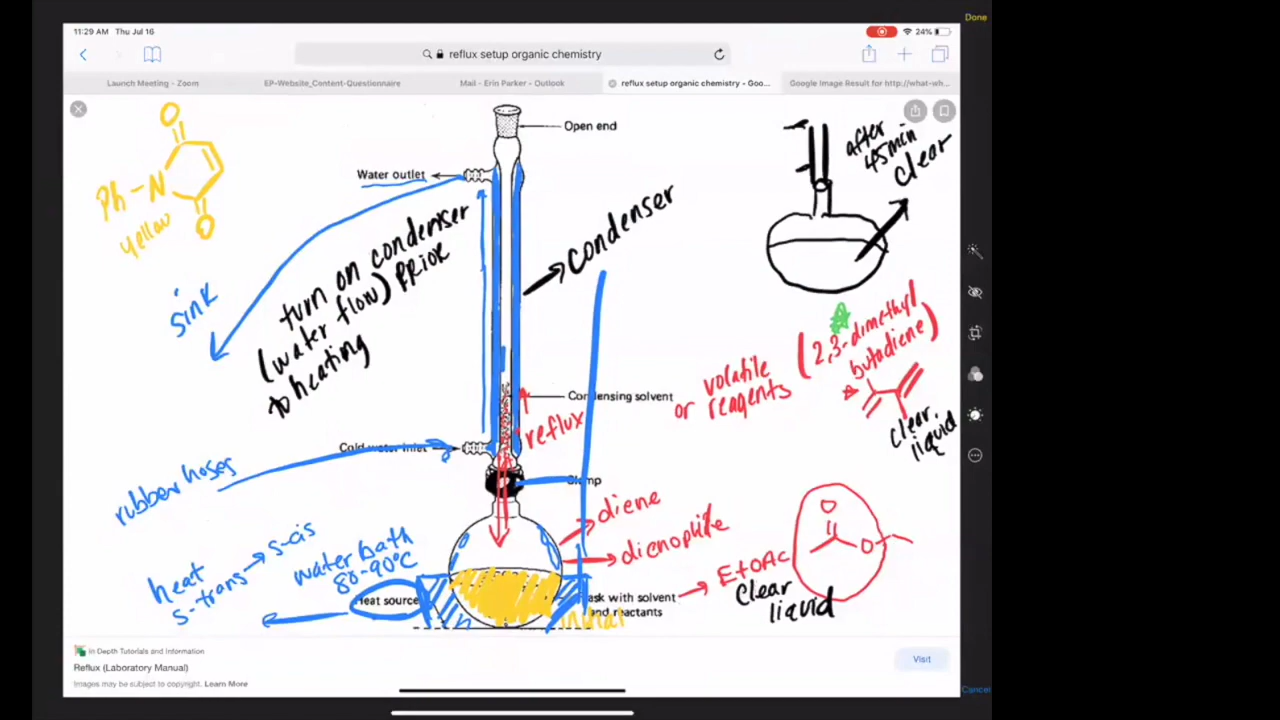 Done
11:29 AM Thu Jul 16
24%
reflux setup organic chemistry
Launch Meeting - Zoom
EP-Website_Content-Questionnaire
Mail - Erin Parker - Outlook
reflux setup organic chemistry - Goo...
Google Image Result for http://what-wh...
O
Ph-N
O
yellow
Open end
Water outlet
sink
turn on condenser
(water flow) PRIOR
to heating
condenser
after
45min
clear
volatile
or reagents
(2,3-dimethyl
butadiene)
clear
liquid
Condensing solvent
reflux
Cold water inlet
rubber hoses
Clamp
diene
dienophile
heat
s-trans → s-cis
water bath
80-90°C
Heat source
ask with solvent
and reactants
initial
EtOAc
clear
liquid
O
O
In Depth Tutorials and Information
Reflux (Laboratory Manual)
Images may be subject to copyright. Learn More
Visit
Cancel